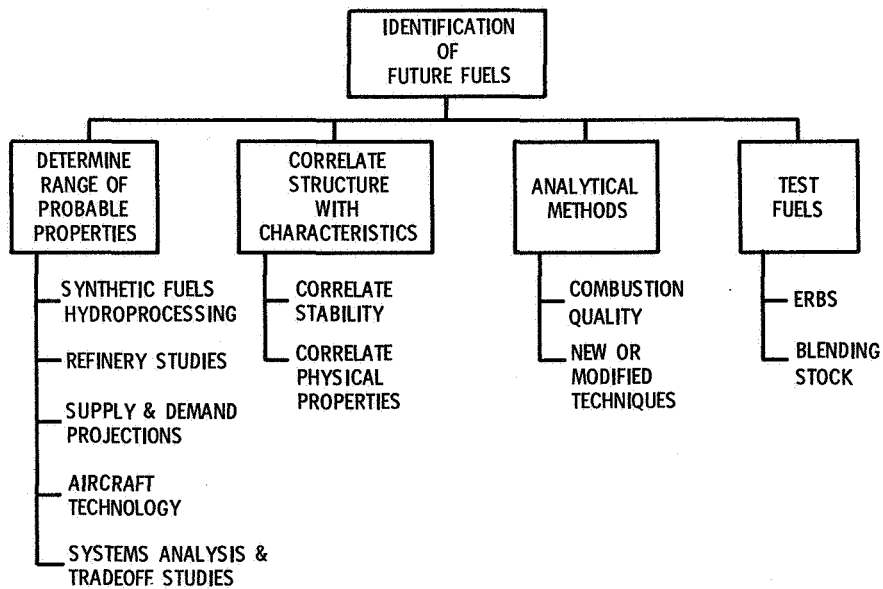 IDENTIFICATION
OF
FUTURE FUELS
DETERMINE
RANGE OF
PROBABLE
PROPERTIES
SYNTHETIC FUELS
HYDROPROCESSING
REFINERY STUDIES
SUPPLY & DEMAND
PROJECTIONS
AIRCRAFT
TECHNOLOGY
SYSTEMS ANALYSIS &
TRADEOFF STUDIES
CORRELATE
STRUCTURE
WITH
CHARACTERISTICS
CORRELATE
STABILITY
CORRELATE
PHYSICAL
PROPERTIES
ANALYTICAL
METHODS
COMBUSTION
QUALITY
NEW OR
MODIFIED
TECHNIQUES
TEST
FUELS
ERBS
BLENDING
STOCK